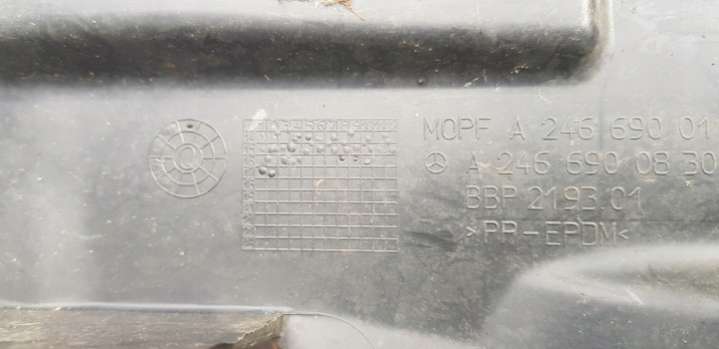 MOPF A 246 690 01
A 246 690 08 30
BBP 2193.01
>PP-EPDM<